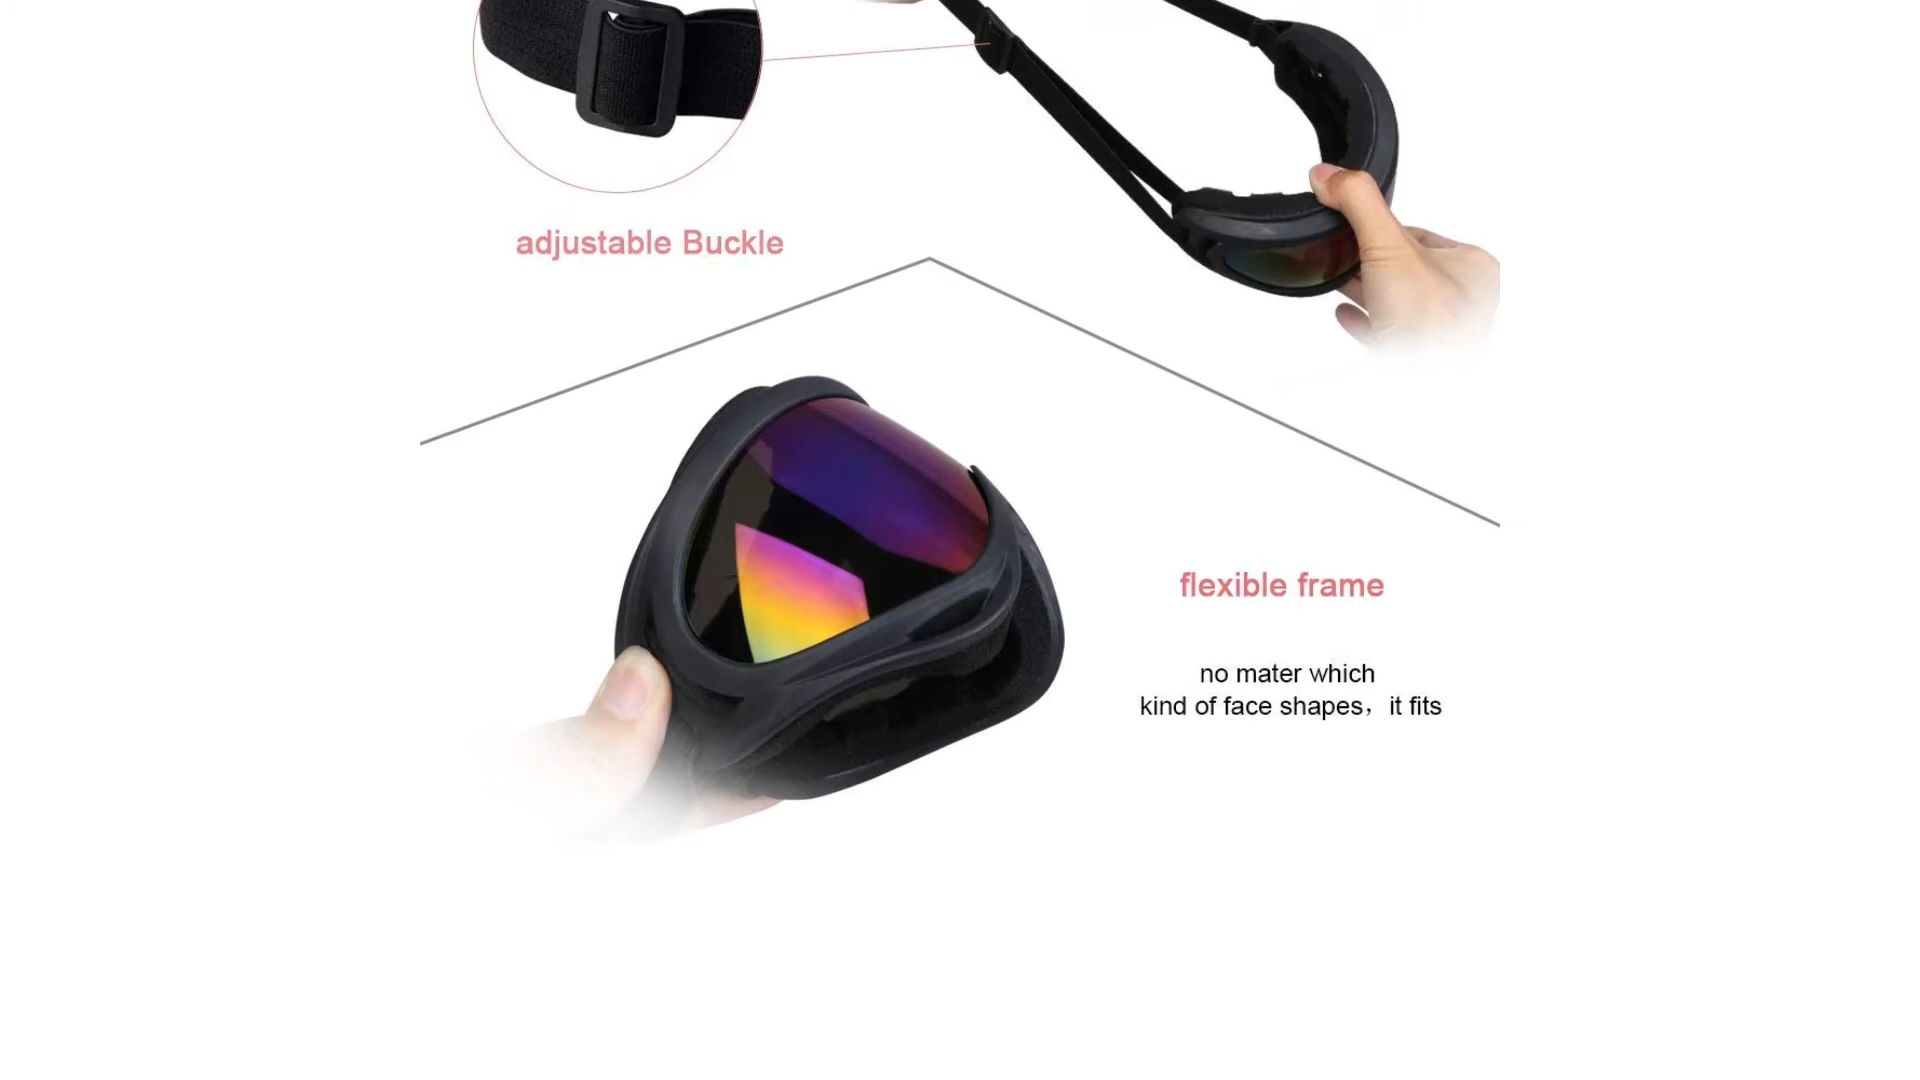 adjustable Buckle
flexible frame
no mater which
kind of face shapes，it fits